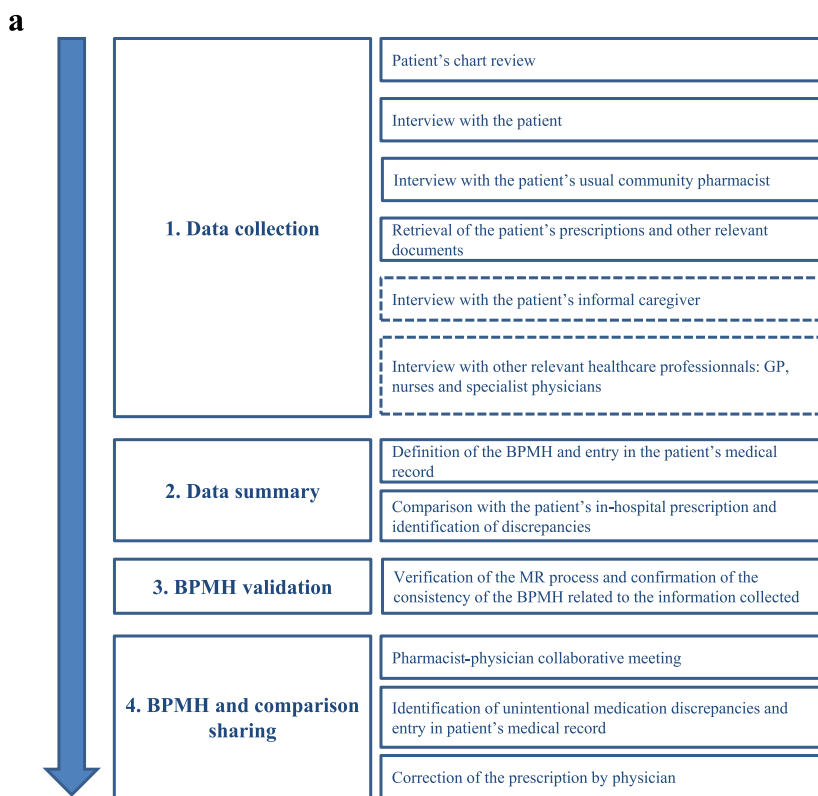 a
1. Data collection
Patient's chart review
Interview with the patient
Interview with the patient's usual community pharmacist
Retrieval of the patient's prescriptions and other relevant
documents
Interview with the patient's informal caregiver
Interview with other relevant healthcare professionnals: GP,
nurses and specialist physicians
2. Data summary
Definition of the BPMH and entry in the patient's medical
record
Comparison with the patient's in-hospital prescription and
identification of discrepancies
3. BPMH validation
Verification of the MR process and confirmation of the
consistency of the BPMH related to the information collected
4. BPMH and comparison
sharing
Pharmacist-physician collaborative meeting
Identification of unintentional medication discrepancies and
entry in patient's medical record
Correction of the prescription by physician